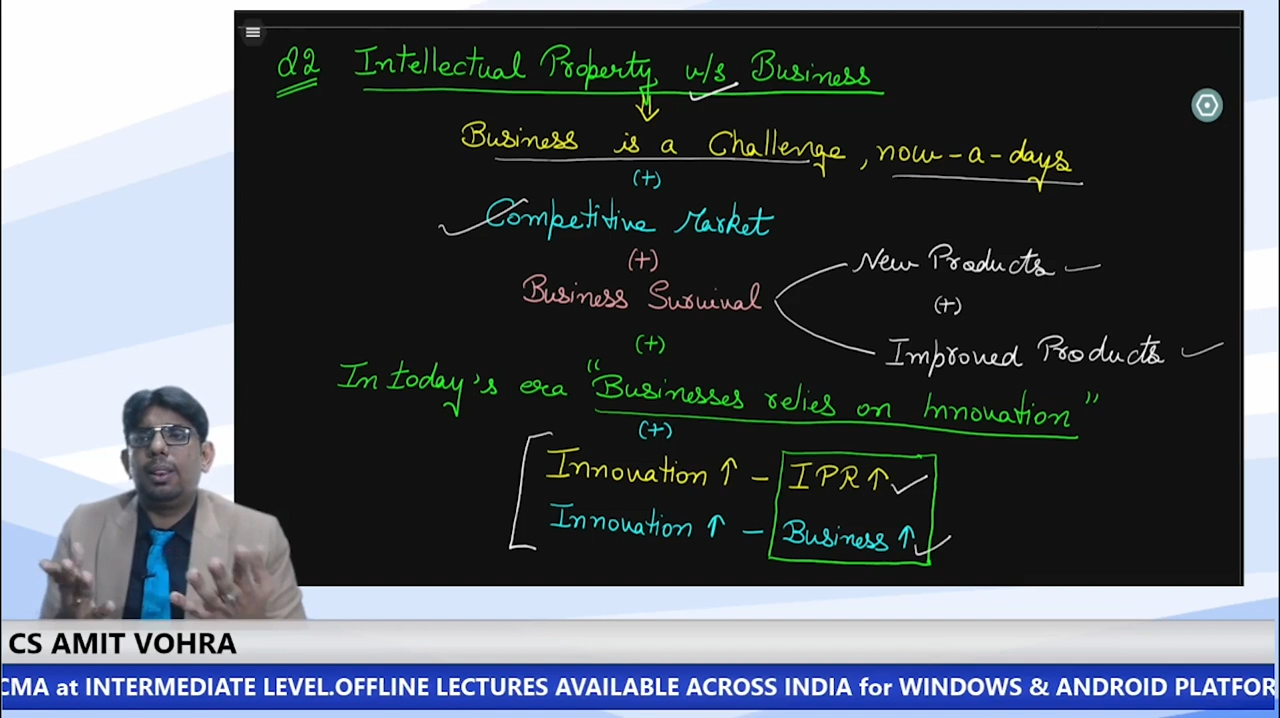 Q2 Intellectual Property v/s Business
Business is a Challenge, now-a-days
(+)
Competitive Market
(+)
Business Survival
New Products
(+)
Improved Products
(+)
In today's era "Businesses relies on Innovation"
(+)
Innovation ↑ - IPR ↑
Innovation ↑ - Business ↑
CS AMIT VOHRA
CMA at INTERMEDIATE LEVEL.OFFLINE LECTURES AVAILABLE ACROSS INDIA for WINDOWS & ANDROID PLATFOR